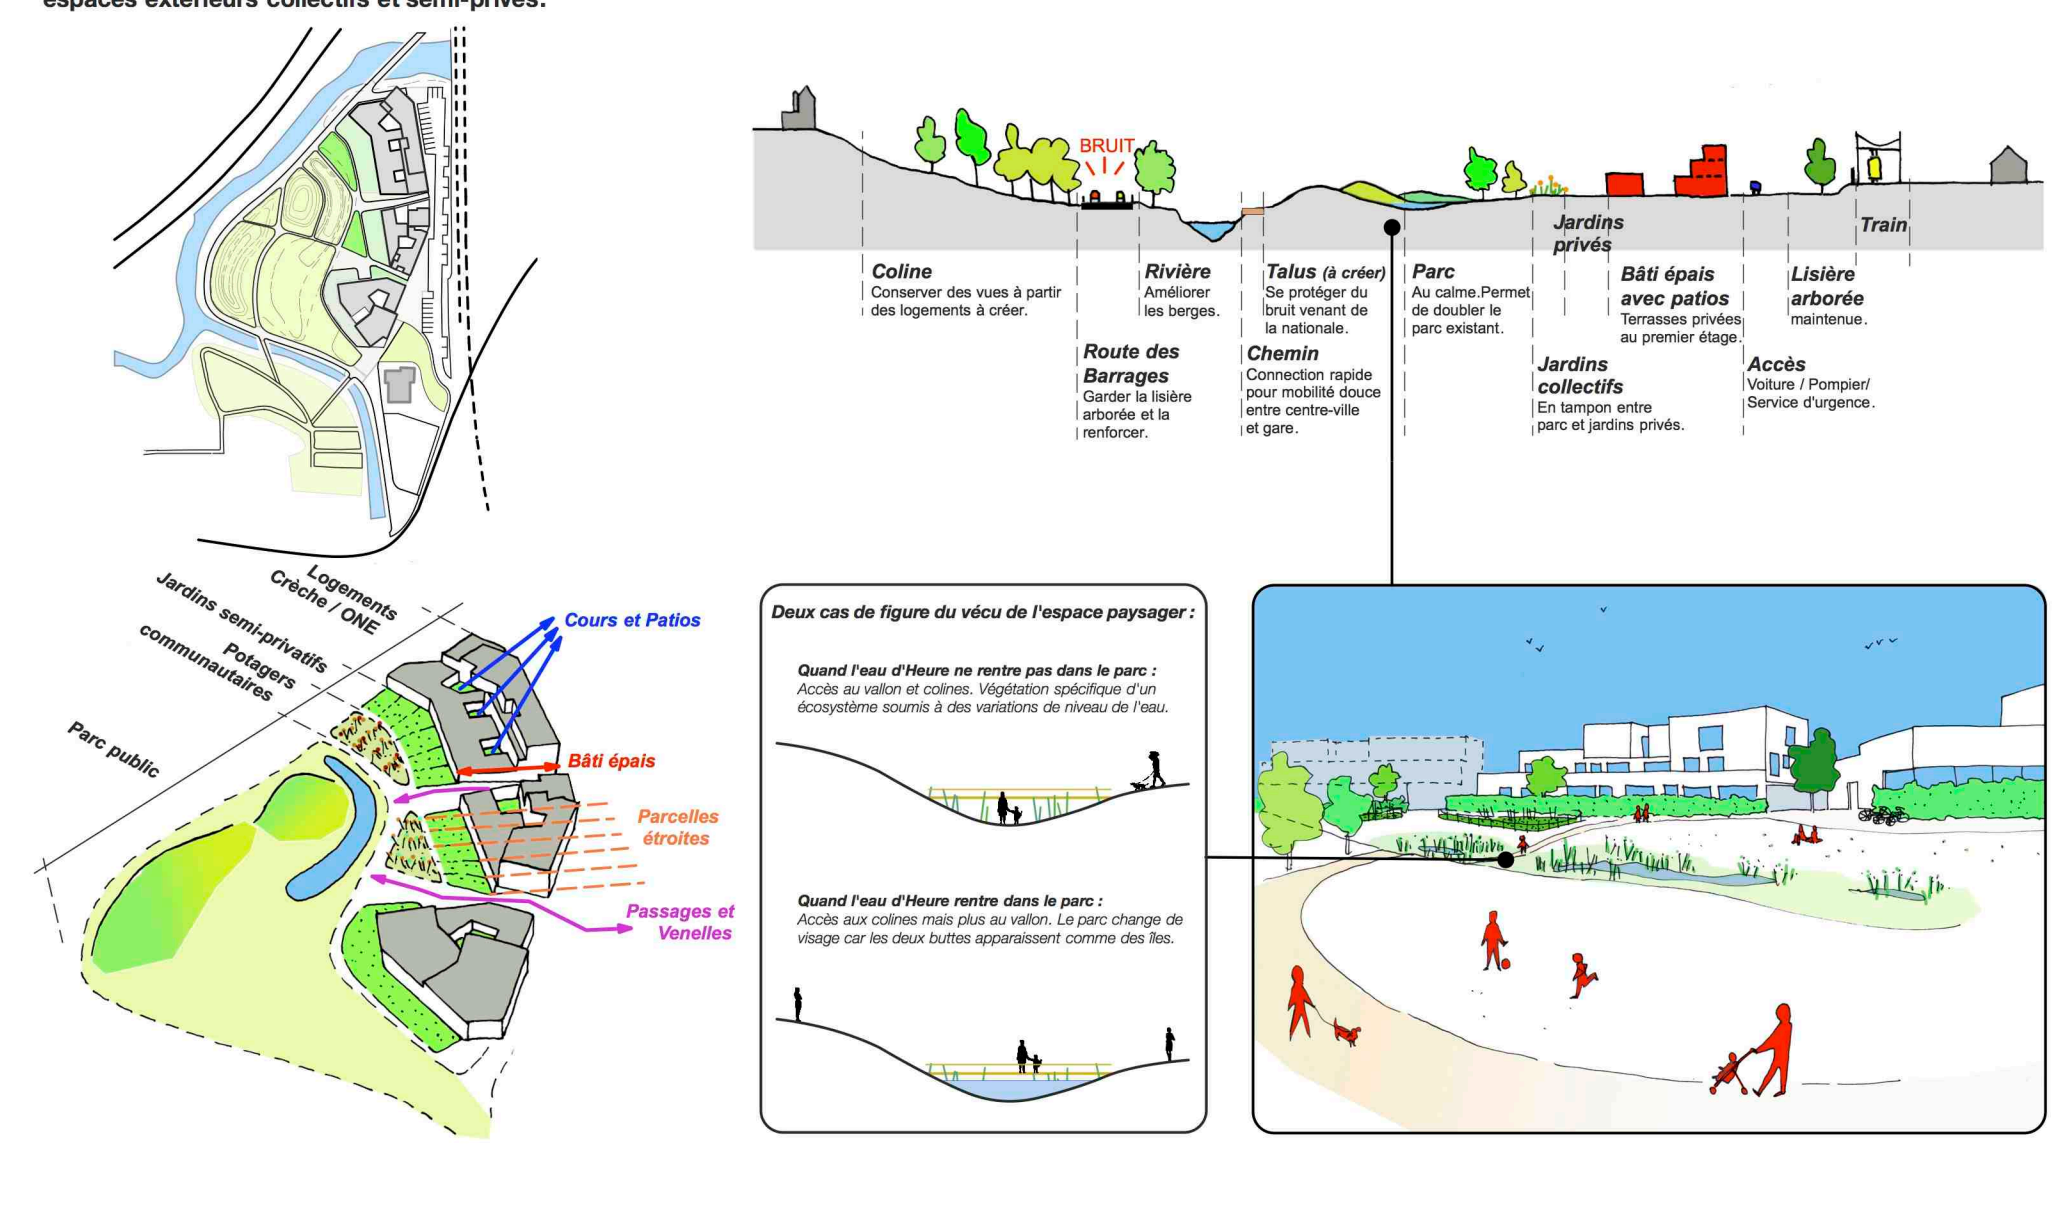 espaces extérieurs collectifs et semi-privés.
BRUIT
Jardins
privés
Train
Coline
Conserver des vues à partir
des logements à créer.
Route des
Barrages
Garder la lisière
arborée et la
renforcer.
Rivière
Améliorer
les berges.
Chemin
Connection rapide
pour mobilité douce
entre centre-ville
et gare.
Talus (à créer)
Se protéger du
bruit venant de
la nationale.
Parc
Au calme.Permet
de doubler le
parc existant.
Jardins
collectifs
En tampon entre
parc et jardins privés.
Bâti épais
avec patios
Terrasses privées
au premier étage.
Accès
Voiture / Pompier/
Service d'urgence.
Lisière
arborée
maintenue.
Logements
Crèche / ONE
Jardins semi-privatifs
Potagers
communautaires
Parc public
Cours et Patios
Bâti épais
Parcelles
étroites
Passages et
Venelles
Deux cas de figure du vécu de l'espace paysager :
Quand l'eau d'Heure ne rentre pas dans le parc :
Accès au vallon et colines. Végétation spécifique d'un
écosystème soumis à des variations de niveau de l'eau.
Quand l'eau d'Heure rentre dans le parc :
Accès aux colines mais plus au vallon. Le parc change de
visage car les deux buttes apparaissent comme des îles.